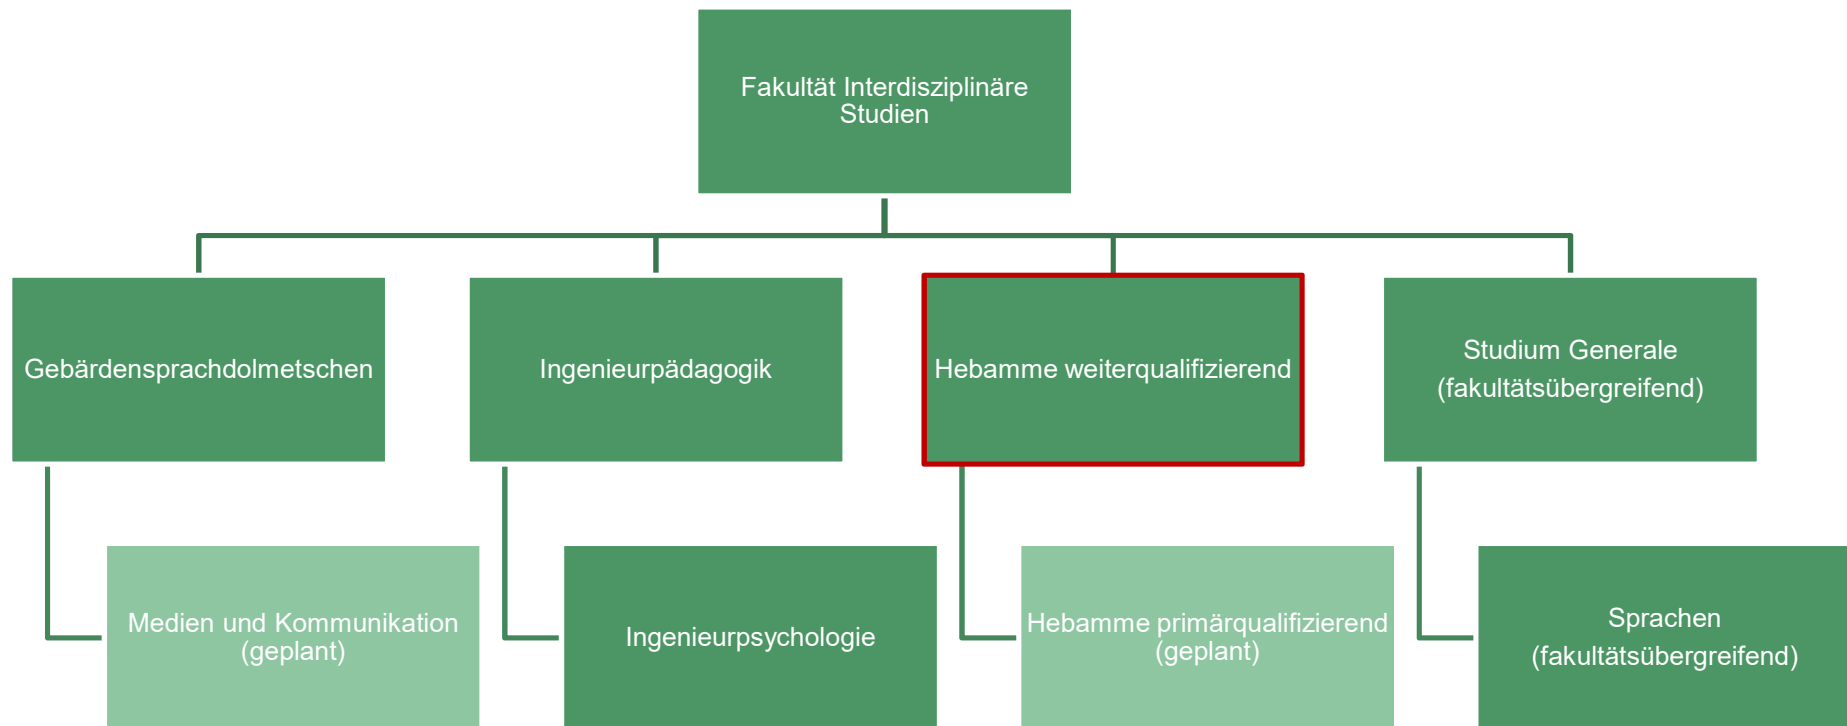 Fakultät Interdisziplinäre
Studien
Gebärdensprachdolmetschen
Ingenieurpädagogik
Hebamme weiterqualifizierend
Studium Generale
(fakultätsübergreifend)
Medien und Kommunikation
(geplant)
Ingenieurpsychologie
Hebamme primärqualifizierend
(geplant)
Sprachen
(fakultätsübergreifend)